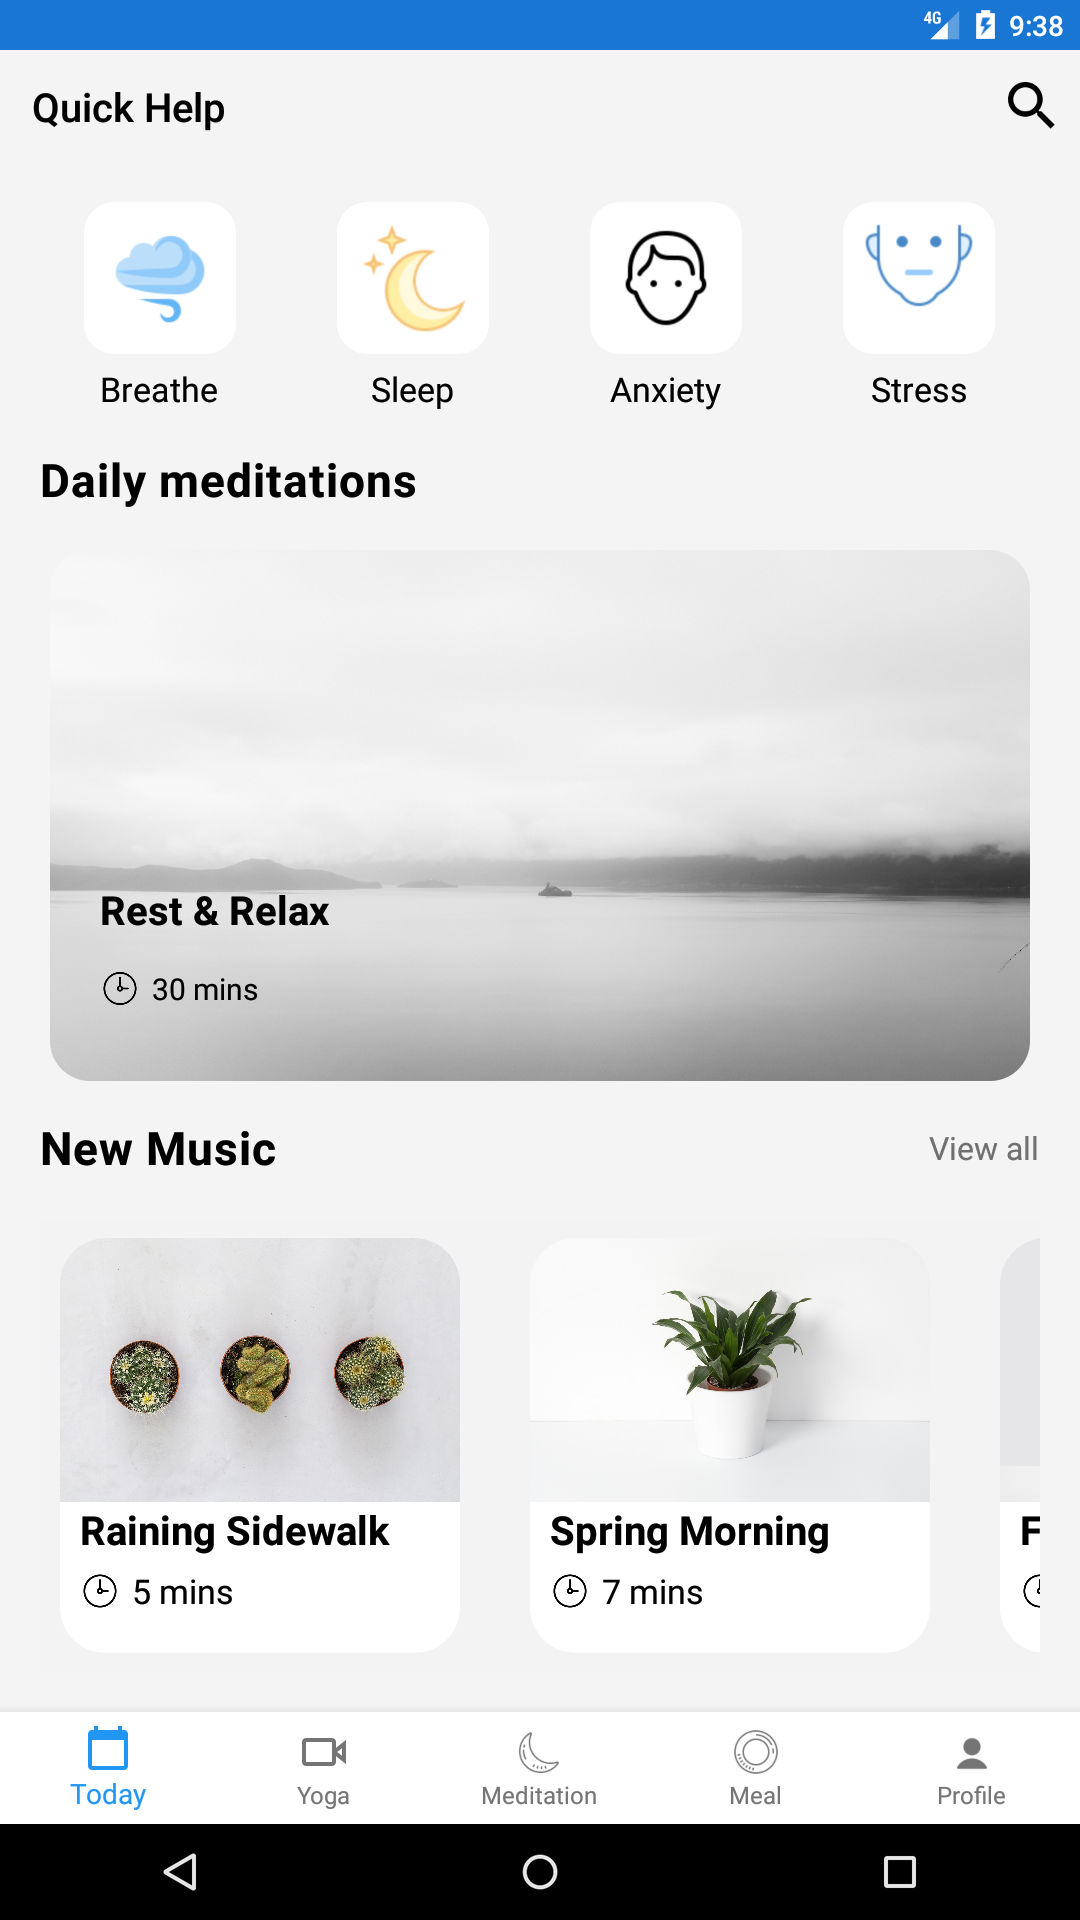 4G 9:38
Quick Help
Breathe Sleep Anxiety Stress
Daily meditations
Rest & Relax
30 mins
New Music View all
Raining Sidewalk Spring Morning F
5 mins 7 mins
Today Yoga Meditation Meal Profile